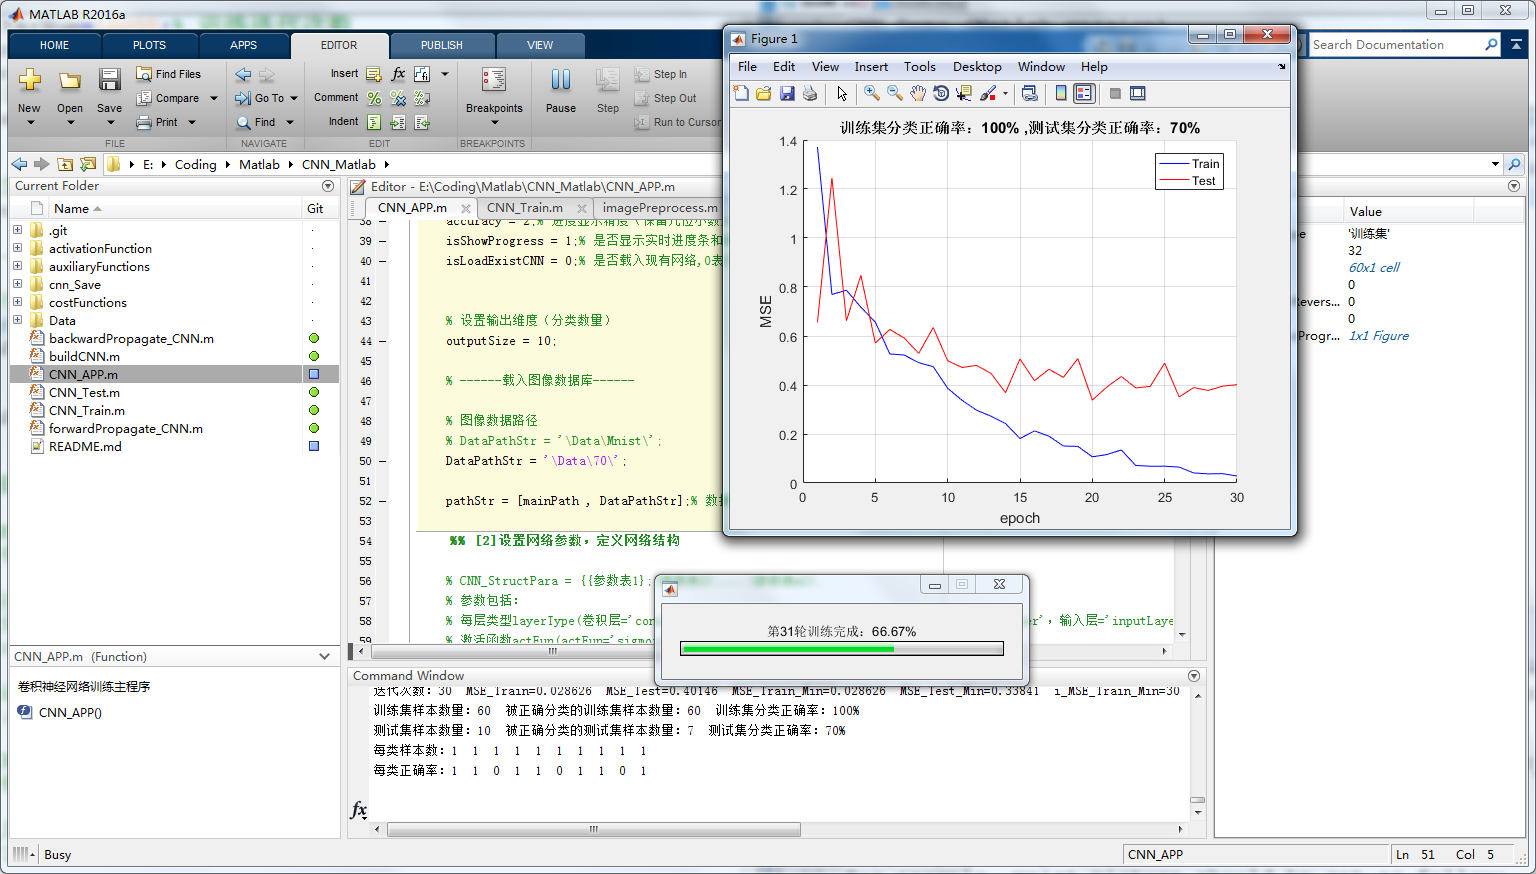 MATLAB R2016a
HOME
PLOTS
APPS
EDITOR
PUBLISH
VIEW
Search Documentation
New
Open
Save
Find Files
Compare
Print
Go To
Find
Insert
Comment
Indent
Breakpoints
Pause
Step
Step In
Step Out
Run to Cursor
FILE
NAVIGATE
EDIT
BREAKPOINTS
E: Coding Matlab CNN_Matlab
Current Folder
Name Git
.git
activationFunction
auxiliaryFunctions
cnn_Save
costFunctions
Data
backwardPropagate_CNN.m
buildCNN.m
CNN_APP.m
CNN_Test.m
CNN_Train.m
forwardPropagate_CNN.m
README.md
CNN_APP.m (Function)
卷积神经网络训练主程序
CNN_APP()
Editor - E:\Coding\Matlab\CNN_Matlab\CNN_APP.m
CNN_APP.m CNN_Train.m imagePreprocess.m
38 accuracy = 2;% 进度显示精度（保留几位小数
39 isShowProgress = 1;% 是否显示实时进度条和
40 isLoadExistCNN = 0;% 是否载入现有网络,0表
41
42
43 % 设置输出维度（分类数量）
44 outputSize = 10;
45
46 % ------载入图像数据库------
47
48 % 图像数据路径
49 % DataPathStr = '\Data\Mnist\';
50 DataPathStr = '\Data\70\';
51
52 pathStr = [mainPath , DataPathStr];% 数据
53
54 %% [2]设置网络参数，定义网络结构
55
56 % CNN_StructPara = {{参数表1};
57 % 参数包括：
58 % 每层类型layerType(卷积层='con er'，输入层='inputLaye
59 % 激活函数actFun(actFun='sigmo
Figure 1
File Edit View Insert Tools Desktop Window Help
训练集分类正确率：100% ,测试集分类正确率：70%
Train
Test
MSE
1.4
1.2
1
0.8
0.6
0.4
0.2
0
0 5 10 15 20 25 30
epoch
Value
e '训练集'
32
60x1 cell
0
Revers... 0
0
Progr... 1x1 Figure
第31轮训练完成：66.67%
Command Window
迭代次数：30 MSE_Train=0.028626 MSE_Test=0.40146 MSE_Train_Min=0.028626 MSE_Test_Min=0.33841 i_MSE_Train_Min=30
训练集样本数量：60 被正确分类的训练集样本数量：60 训练集分类正确率：100%
测试集样本数量：10 被正确分类的测试集样本数量：7 测试集分类正确率：70%
每类样本数：1 1 1 1 1 1 1 1 1 1
每类正确率：1 1 0 1 1 0 1 1 0 1
fx
Busy
CNN_APP
Ln 51 Col 5